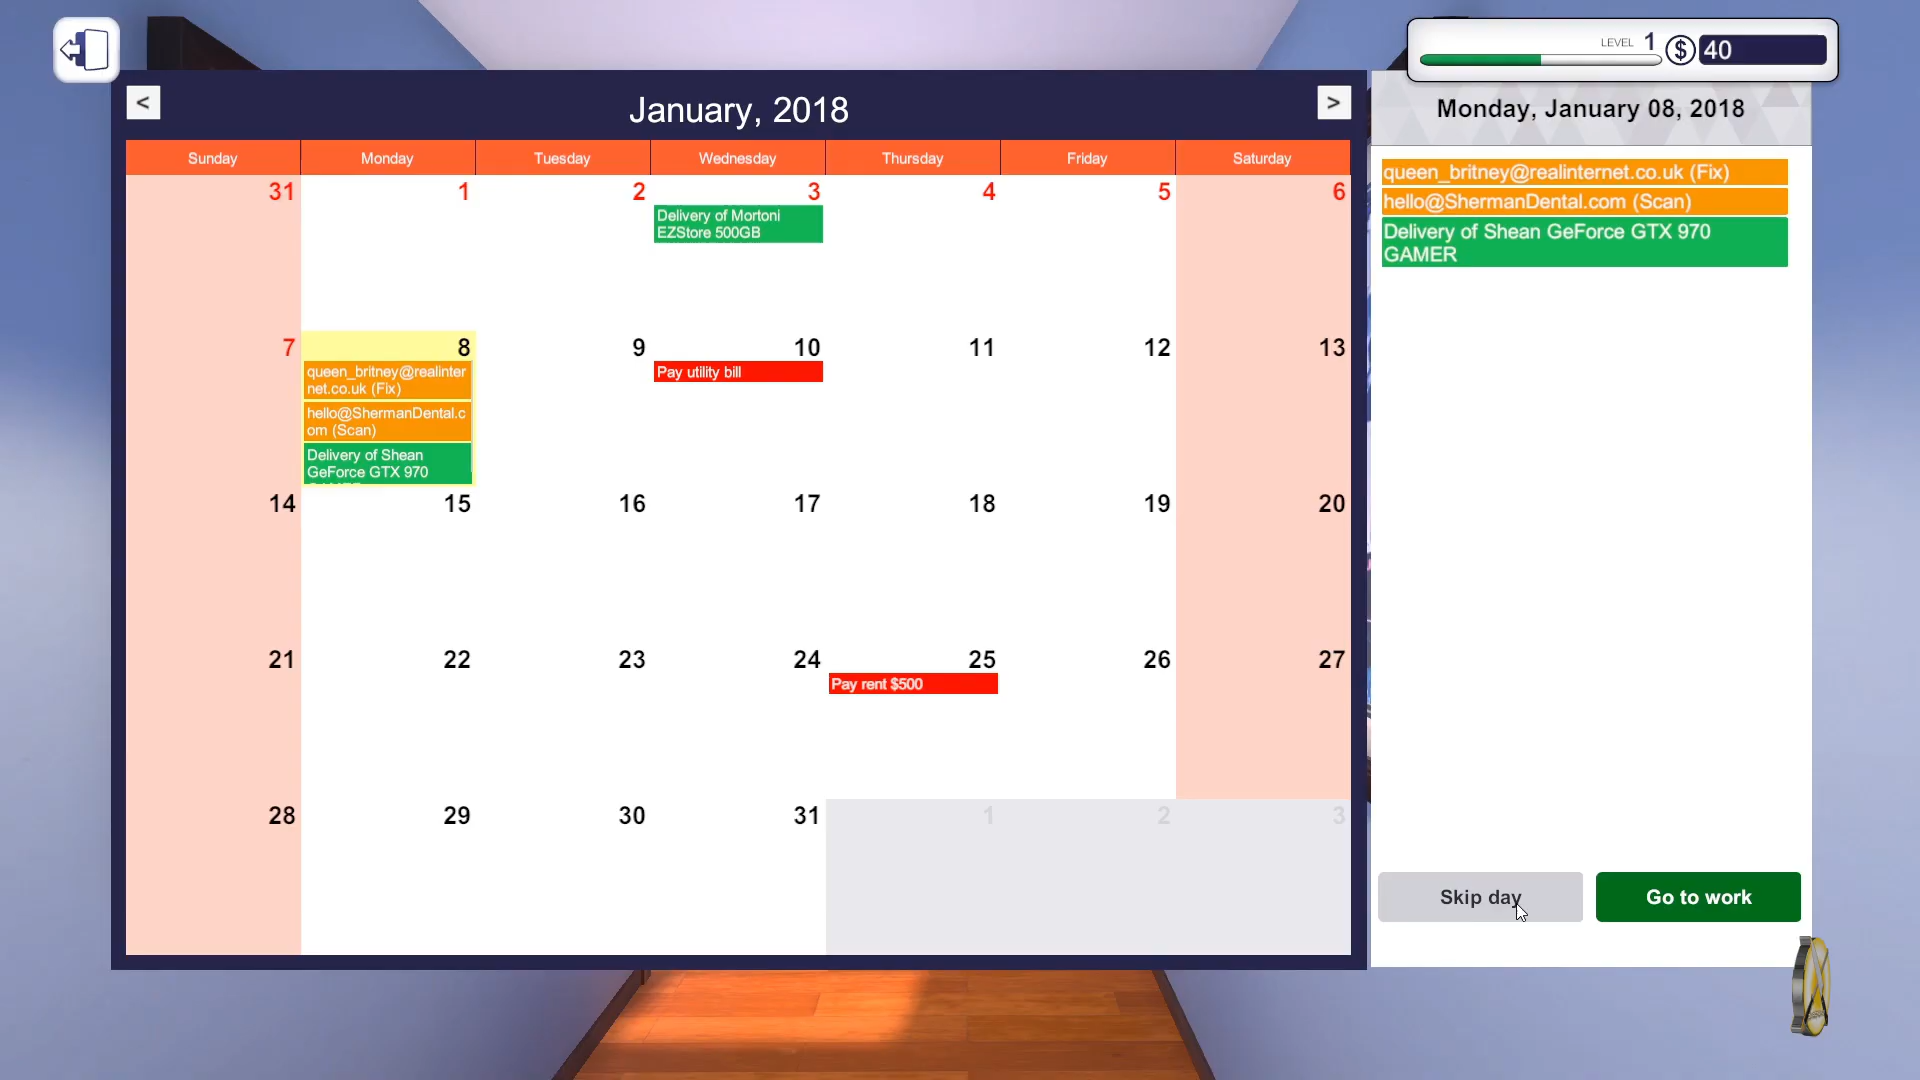 LEVEL 1
$ 40
<
January, 2018
>
Monday, January 08, 2018
Sunday Monday Tuesday Wednesday Thursday Friday Saturday
31 1 2 3 4 5 6
Delivery of Mortoni
EZStore 500GB
7 8 9 10 11 12 13
queen_britney@realinter
net.co.uk (Fix)
hello@ShermanDental.c
om (Scan)
Delivery of Shean
GeForce GTX 970
Pay utility bill
14 15 16 17 18 19 20
21 22 23 24 25 26 27
Pay rent $500
28 29 30 31 1 2 3
queen_britney@realinternet.co.uk (Fix)
hello@ShermanDental.com (Scan)
Delivery of Shean GeForce GTX 970
GAMER
Skip day
Go to work